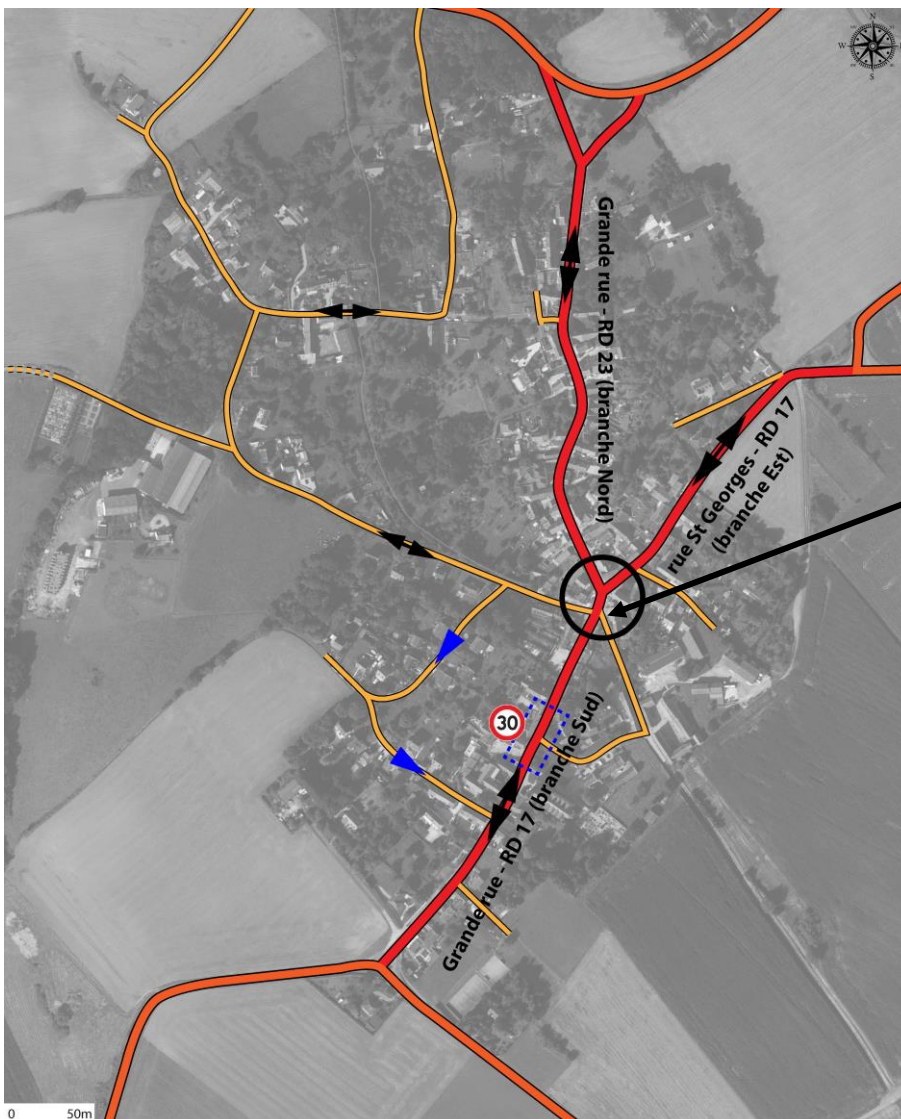 N
W
E
S
Grande rue - RD 23 (branche Nord)
rue St Georges - RD 17
(branche Est)
30
Grande rue - RD 17 (branche Sud)
0 50m